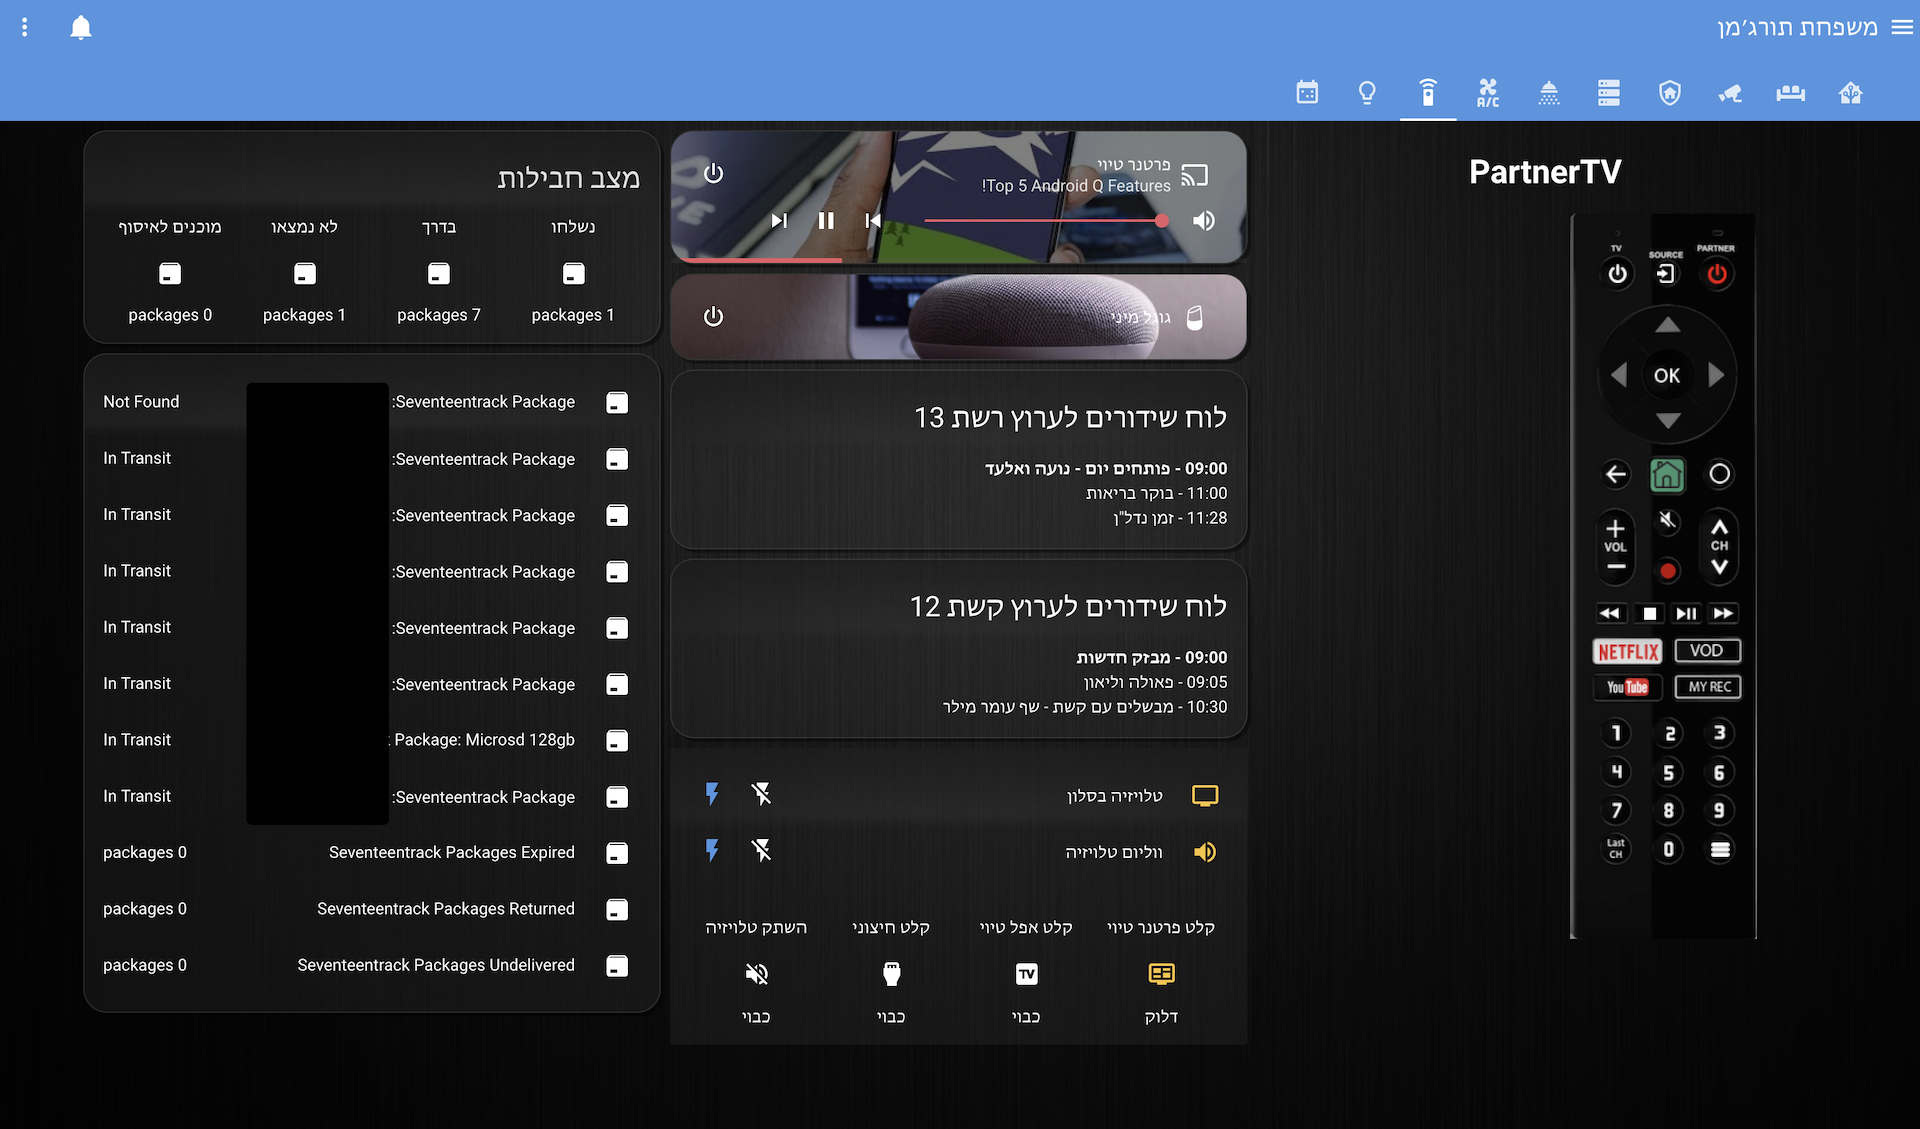 משפחת תורג'מן
A/C
PartnerTV
TV
SOURCE
PARTNER
OK
VOL
CH
NETFLIX
VOD
YouTube
MY REC
1 2 3
4 5 6
7 8 9
Last CH
0
פרטנר טיוי
Top 5 Android Q Features!
גוגל מיני
לוח שידורים לערוץ רשת 13
09:00 - פותחים יום - נועה ואלעד
11:00 - בוקר בריאות
11:28 - זמן נדל"ן
לוח שידורים לערוץ קשת 12
09:00 - מבזק חדשות
09:05 - פאולה וליאון
10:30 - מבשלים עם קשת - שף עומר מילר
טלויזיה בסלון
ווליום טלויזיה
קלט פרטנר טיוי
קלט אפל טיוי
קלט חיצוני
השתק טלויזיה
TV
דלוק
כבוי
כבוי
כבוי
מצב חבילות
נשלחו
בדרך
לא נמצאו
מוכנים לאיסוף
packages 1
packages 7
packages 1
packages 0
Seventeentrack Package: Not Found
Seventeentrack Package: In Transit
Seventeentrack Package: In Transit
Seventeentrack Package: In Transit
Seventeentrack Package: In Transit
Seventeentrack Package: In Transit
Package: Microsd 128gb In Transit
Seventeentrack Package: In Transit
Seventeentrack Packages Expired packages 0
Seventeentrack Packages Returned packages 0
Seventeentrack Packages Undelivered packages 0